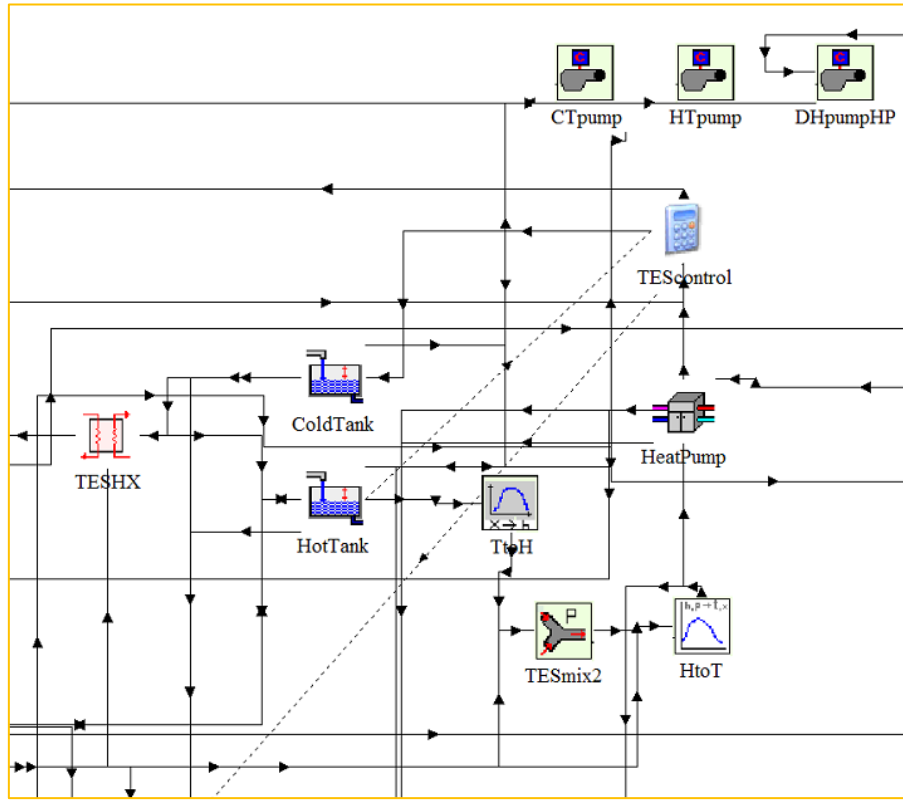 C
C
C
CTpump
HTpump
DHpumpHP
TEScontrol
ColdTank
HeatPump
TESHX
HotTank
X → h
TtoH
h,p→t,x
P
TESmix2
HtoT